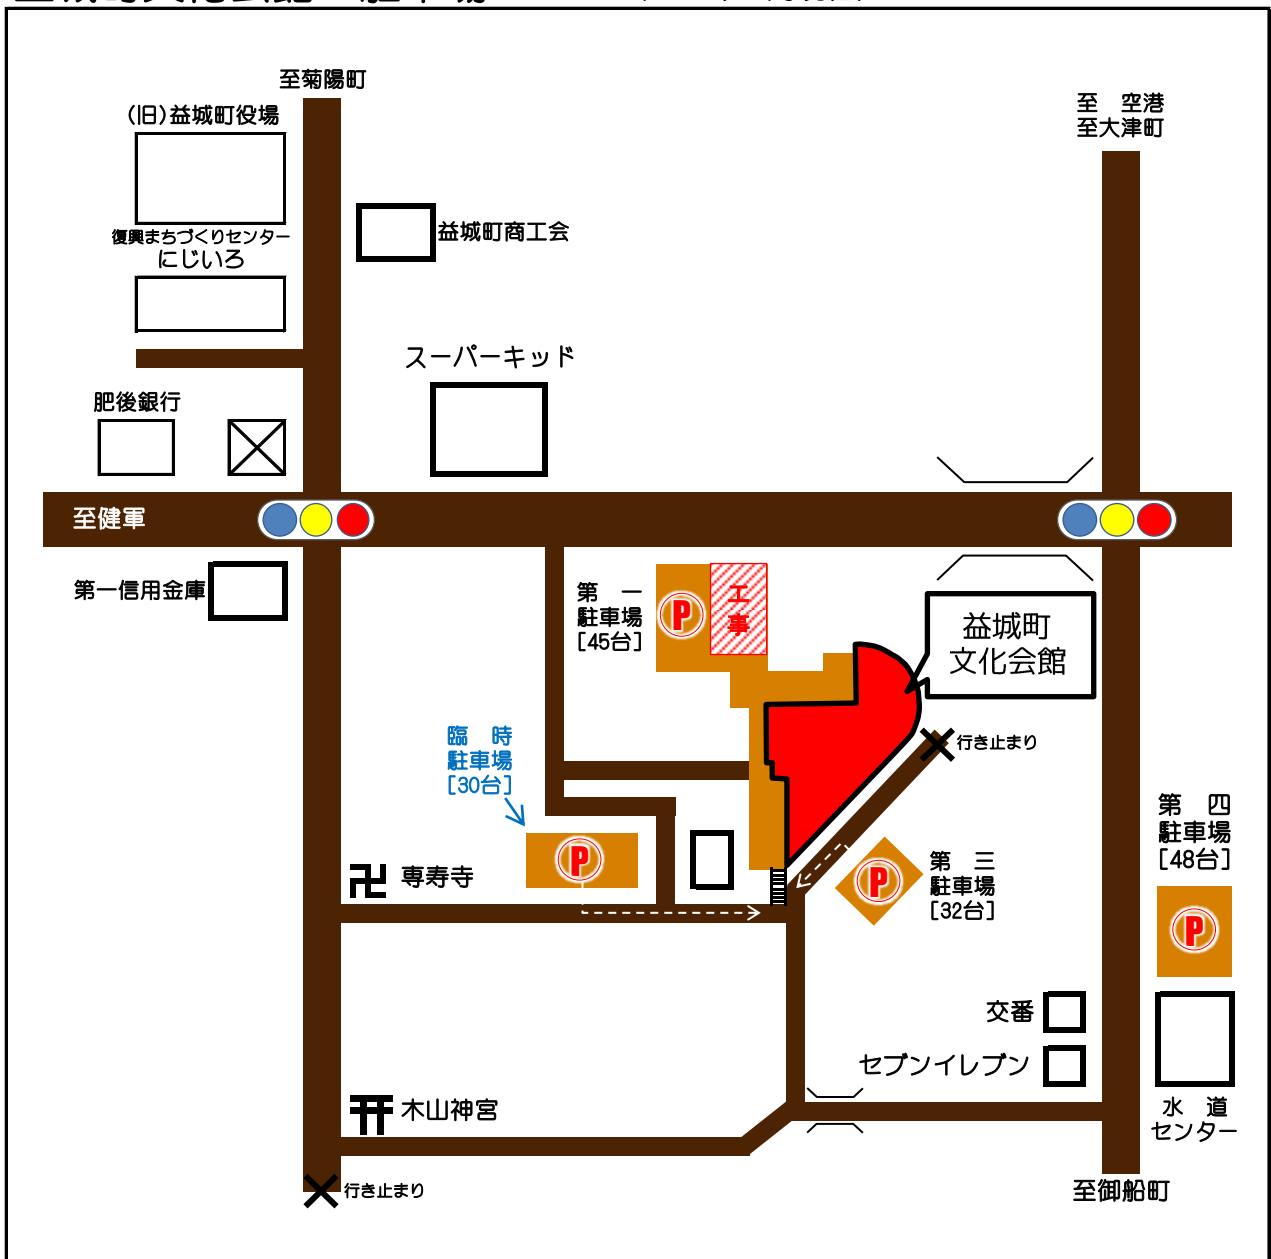 至菊陽町
至　空港
至大津町
(旧)益城町役場
益城町商工会
復興まちづくりセンター
にじいろ
スーパーキッド
肥後銀行
至健軍
第一信用金庫
第　一
駐車場
[45台]
P
工
事
益城町
文化会館
行き止まり
臨　時
駐車場
[30台]
P
第　四
駐車場
[48台]
P
専寿寺
第　三
駐車場
[32台]
P
交番
セブンイレブン
木山神宮
水　道
センター
行き止まり
至御船町